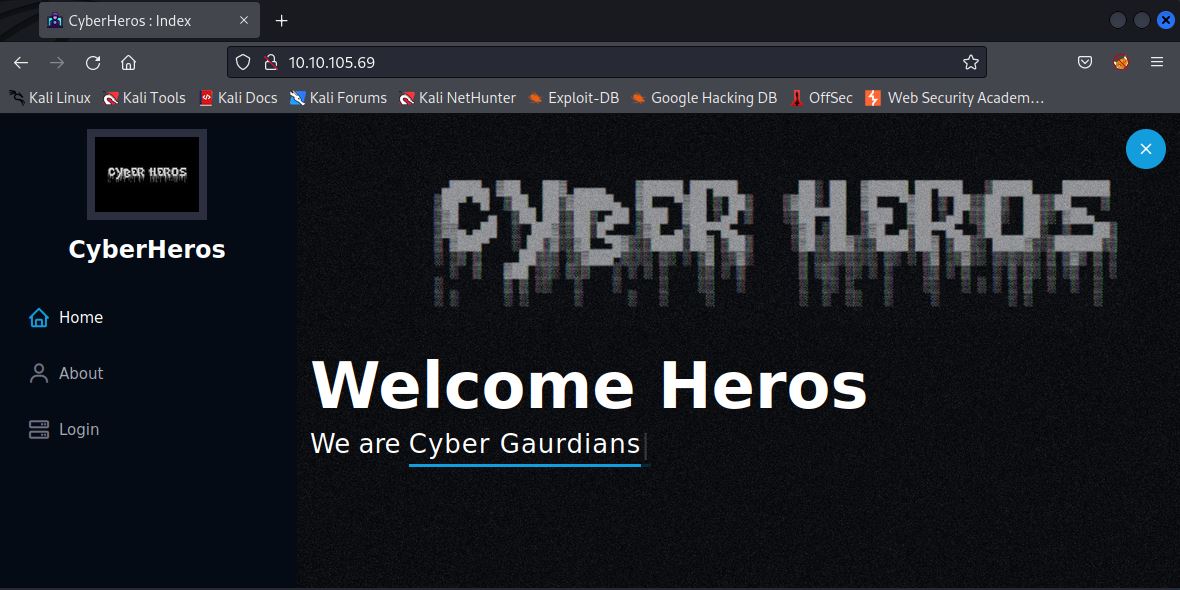 CyberHeros : Index
10.10.105.69
Kali Linux Kali Tools Kali Docs Kali Forums Kali NetHunter Exploit-DB Google Hacking DB OffSec Web Security Academ…
CYBER HEROS
CYBER HEROS
CyberHeros
Home
About
Login
Welcome Heros
We are Cyber Gaurdians